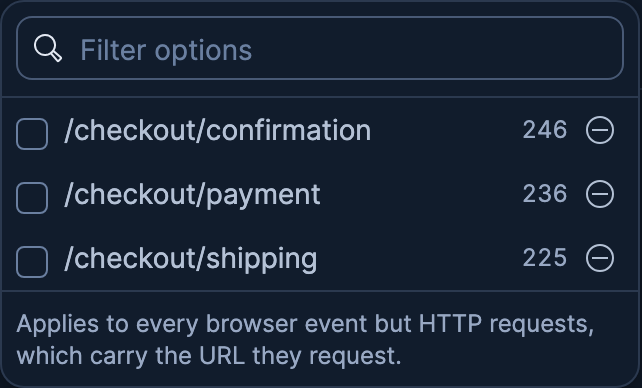 Filter options
/checkout/confirmation 246
/checkout/payment 236
/checkout/shipping 225
Applies to every browser event but HTTP requests,
which carry the URL they request.